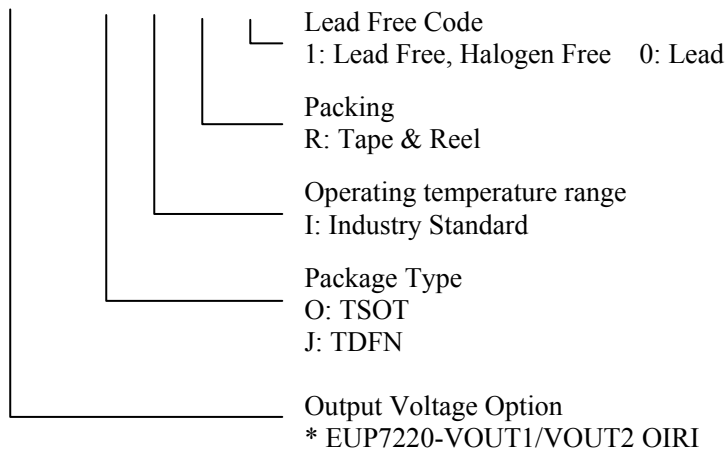 Lead Free Code
1: Lead Free, Halogen Free 0: Lead
Packing
R: Tape & Reel
Operating temperature range
I: Industry Standard
Package Type
O: TSOT
J: TDFN
Output Voltage Option
* EUP7220-VOUT1/VOUT2 OIRI